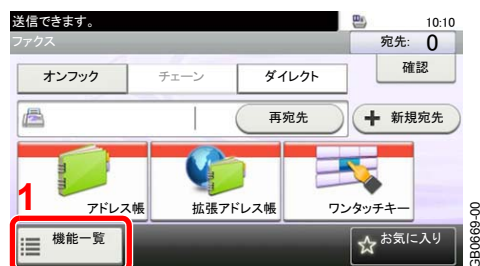 送信できます。
10:10
ファクス
宛先: 0
オンフック
チェーン
ダイレクト
確認
再宛先
新規宛先
1
アドレス帳
拡張アドレス帳
ワンタッチキー
機能一覧
お気に入り
GB0669-00